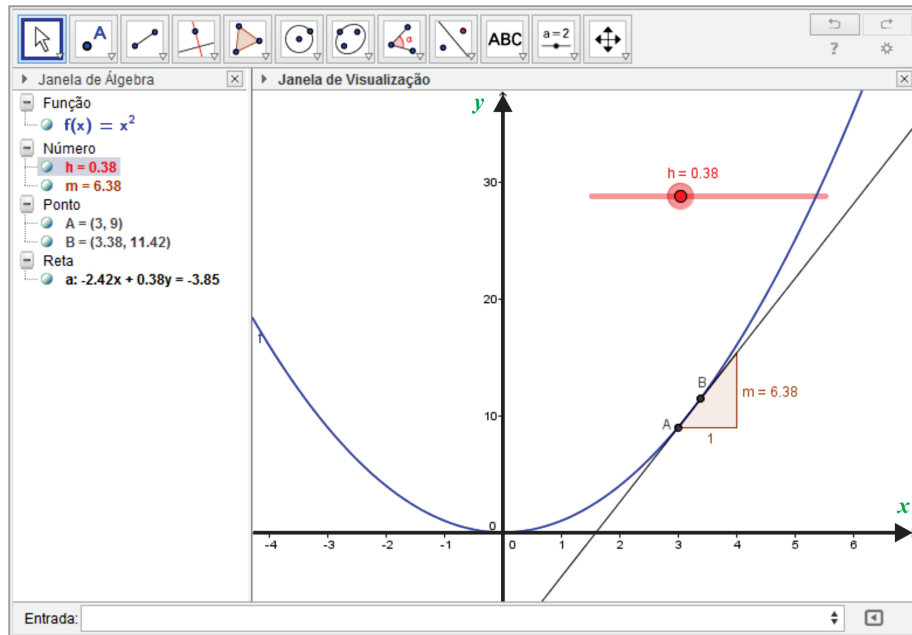 A
α
ABC
a = 2
?
Janela de Álgebra
Janela de Visualização
Função
f(x) = x²
Número
h = 0.38
m = 6.38
Ponto
A = (3, 9)
B = (3.38, 11.42)
Reta
a: -2.42x + 0.38y = -3.85
y
h = 0.38
30
20
f
B
m = 6.38
10
A
1
x
0
-4 -3 -2 -1 0 1 2 3 4 5 6
Entrada: